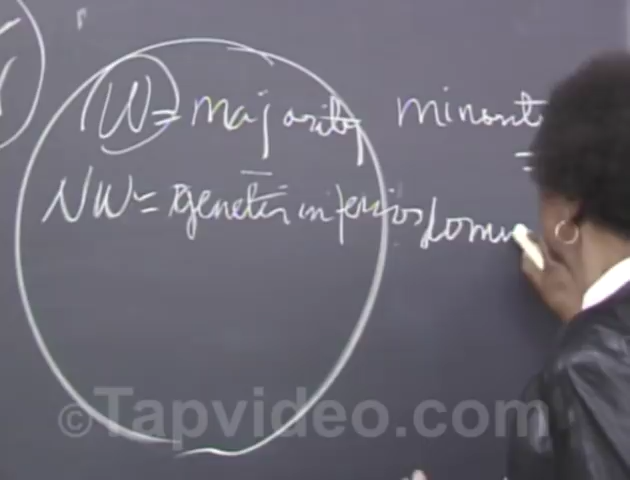 W = majority minorit
=
NW = genetic inferior/domin
©Tapvideo.com